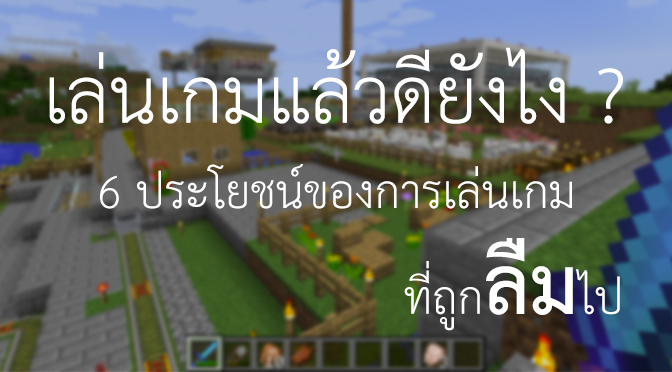 เล่นเกมแล้วดียังไง ?
6 ประโยชน์ของการเล่นเกม
ที่ถูกลืมไป